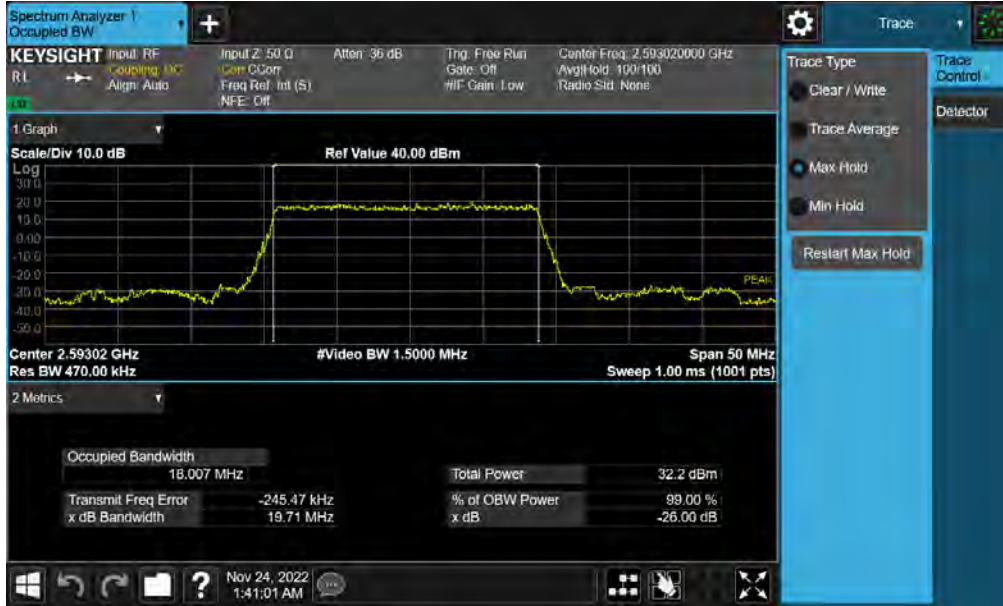 Spectrum Analyzer 1
Occupied BW
Trace
KEYSIGHT
Input: RF
Coupling: DC
Align: Auto
RL
Input Z: 50 Ω
Corr CCorr
Freq Ref: Int (S)
NFE: Off
Atten: 36 dB
Trig: Free Run
Gate: Off
#IF Gain: Low
Center Freq: 2.593020000 GHz
Avg|Hold: 100/100
Radio Std: None
LXI
1 Graph
Scale/Div 10.0 dB
Ref Value 40.00 dBm
Log
30.0
20.0
10.0
0.00
-10.0
-20.0
-30.0
-40.0
-50.0
PEAK
Center 2.59302 GHz
#Video BW 1.5000 MHz
Span 50 MHz
Res BW 470.00 kHz
Sweep 1.00 ms (1001 pts)
2 Metrics
Occupied Bandwidth
18.007 MHz
Transmit Freq Error
-245.47 kHz
x dB Bandwidth
19.71 MHz
Total Power
32.2 dBm
% of OBW Power
99.00 %
x dB
-26.00 dB
Trace Type
Clear / Write
Trace Average
Max Hold
Min Hold
Restart Max Hold
Trace
Control
Detector
?
Nov 24, 2022
1:41:01 AM